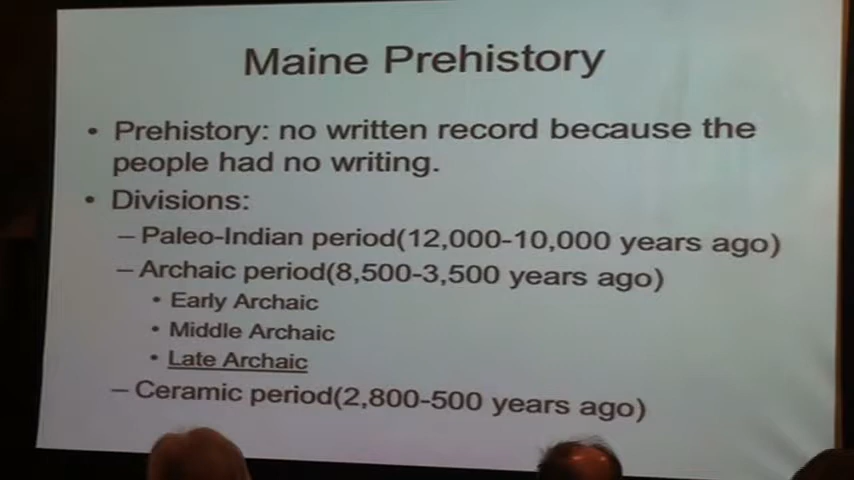 Maine Prehistory
• Prehistory: no written record because the
people had no writing.
• Divisions:
– Paleo-Indian period(12,000-10,000 years ago)
– Archaic period(8,500-3,500 years ago)
• Early Archaic
• Middle Archaic
• Late Archaic
– Ceramic period(2,800-500 years ago)